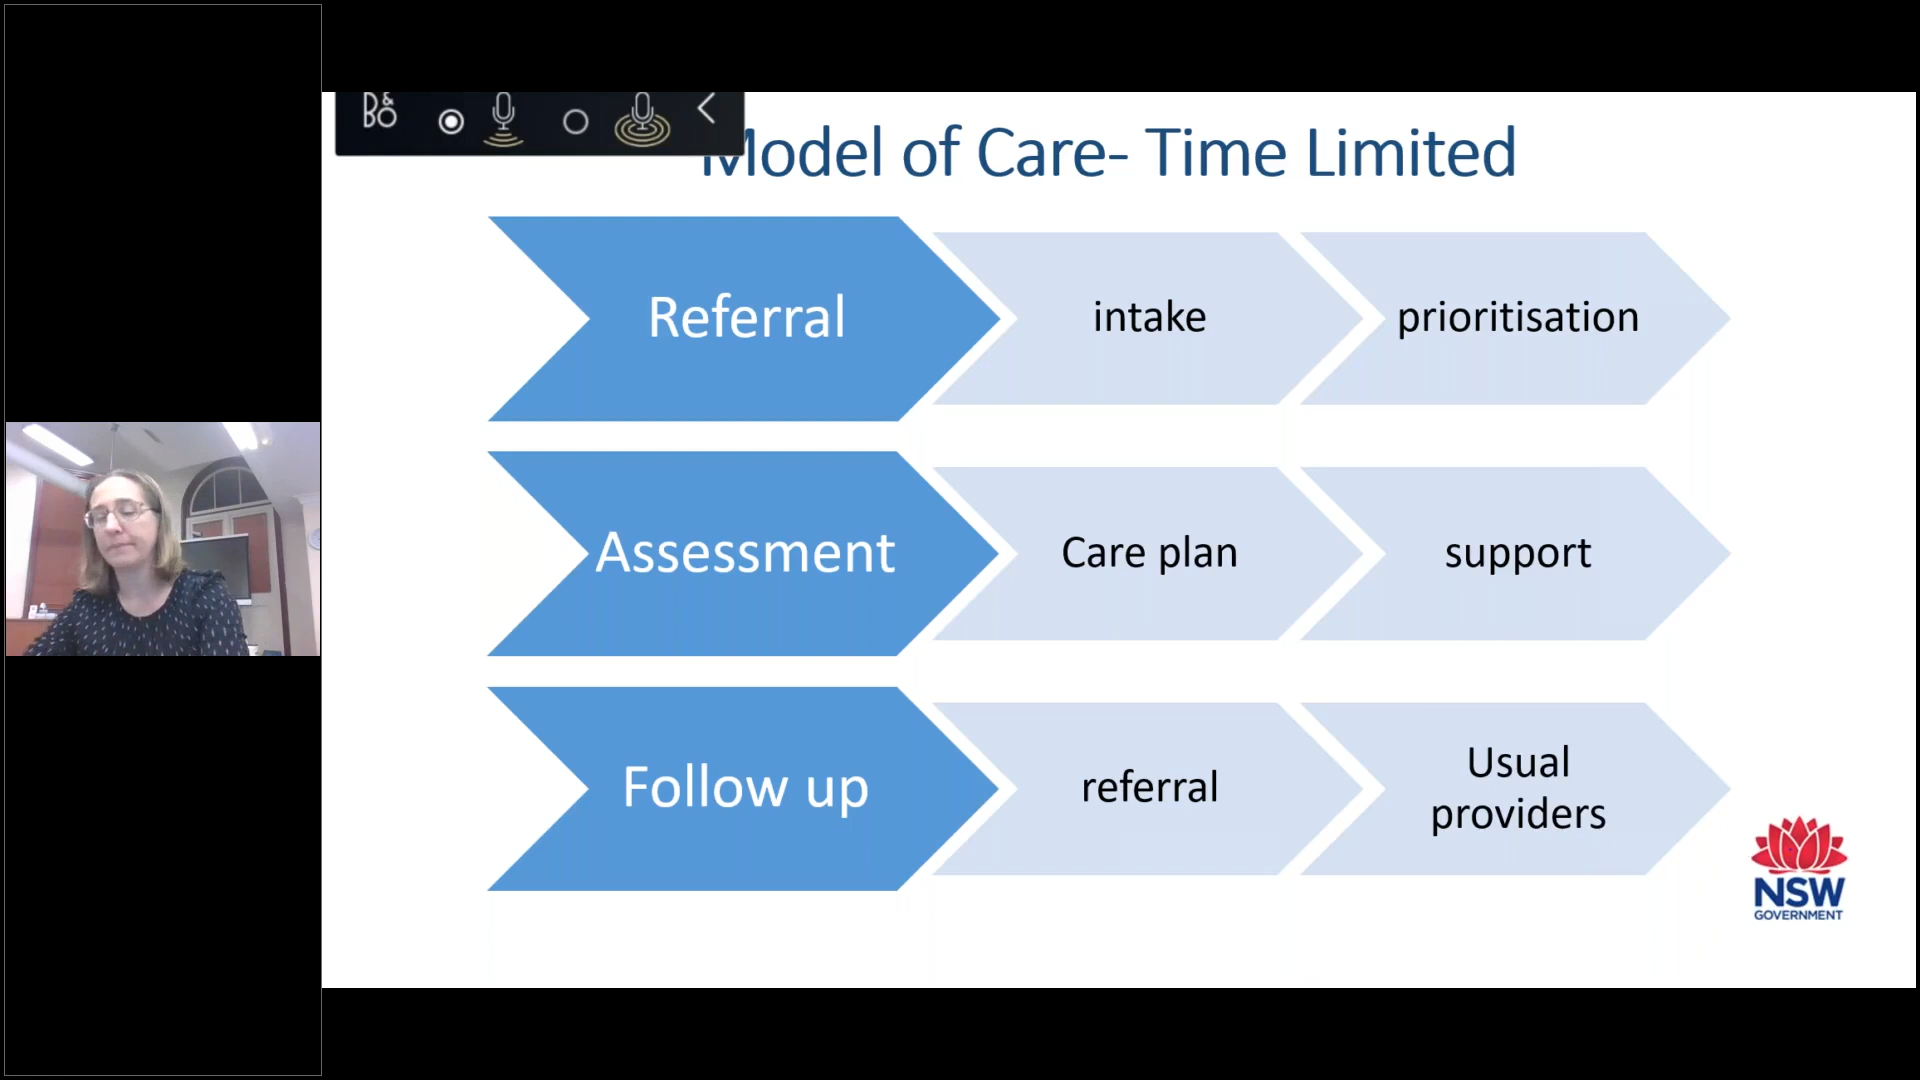 B&O
Model of Care- Time Limited
Referral
intake
prioritisation
Assessment
Care plan
support
Follow up
referral
Usual
providers
NSW
GOVERNMENT